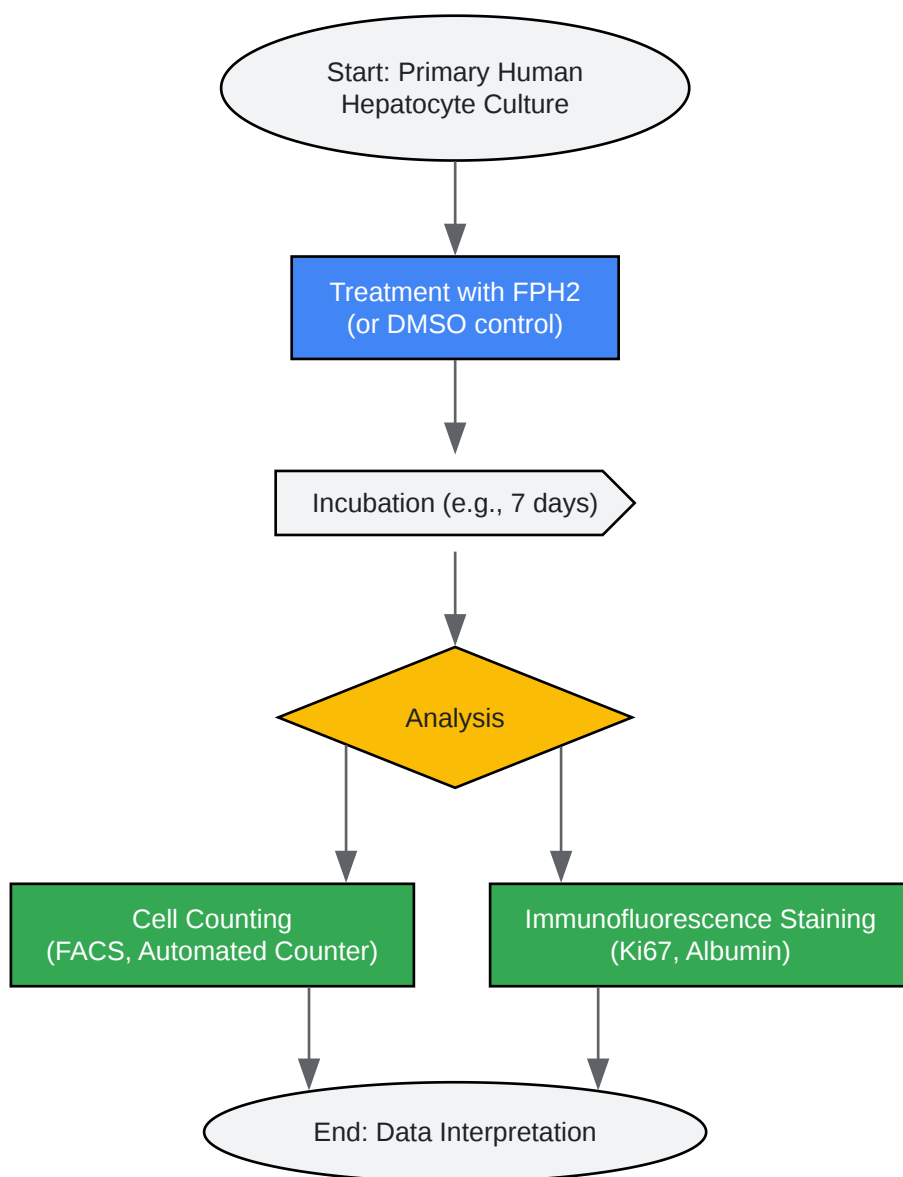 Start: Primary Human
Hepatocyte Culture
Treatment with FPH2
(or DMSO control)
Incubation (e.g., 7 days)
Analysis
Cell Counting
(FACS, Automated Counter)
Immunofluorescence Staining
(Ki67, Albumin)
End: Data Interpretation